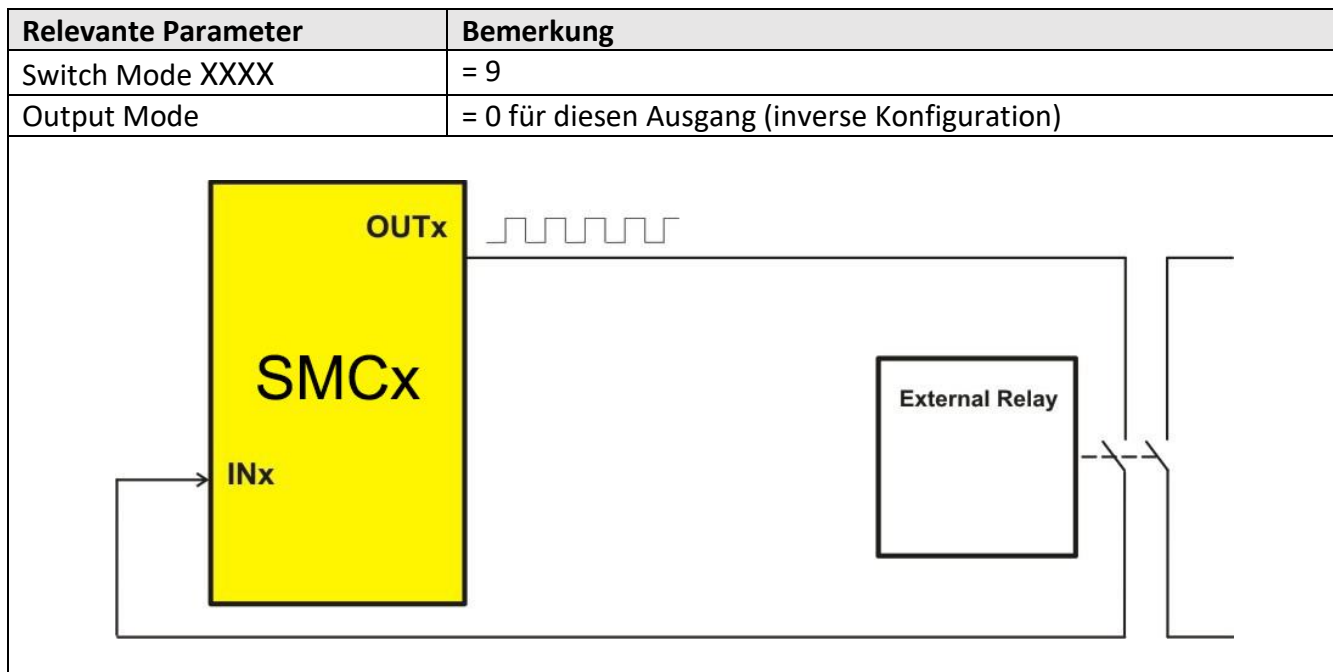 Relevante Parameter Bemerkung
Switch Mode XXXX = 9
Output Mode = 0 für diesen Ausgang (inverse Konfiguration)
OUTx
SMCx
External Relay
INx